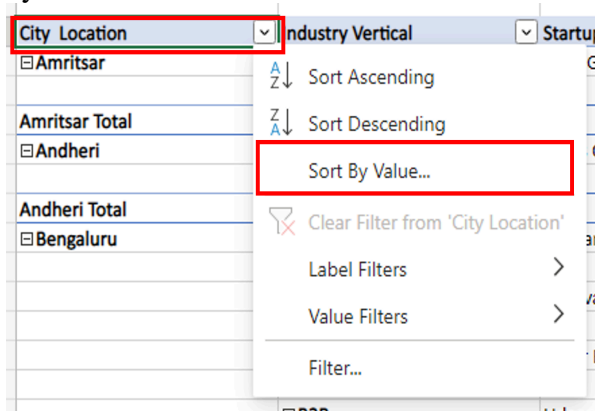 City Location Industry Vertical Startup
Amritsar
A Z Sort Ascending
Amritsar Total
Z A Sort Descending
Andheri
Sort By Value...
Andheri Total
Clear Filter from 'City Location'
Bengaluru
Label Filters
Value Filters
Filter...